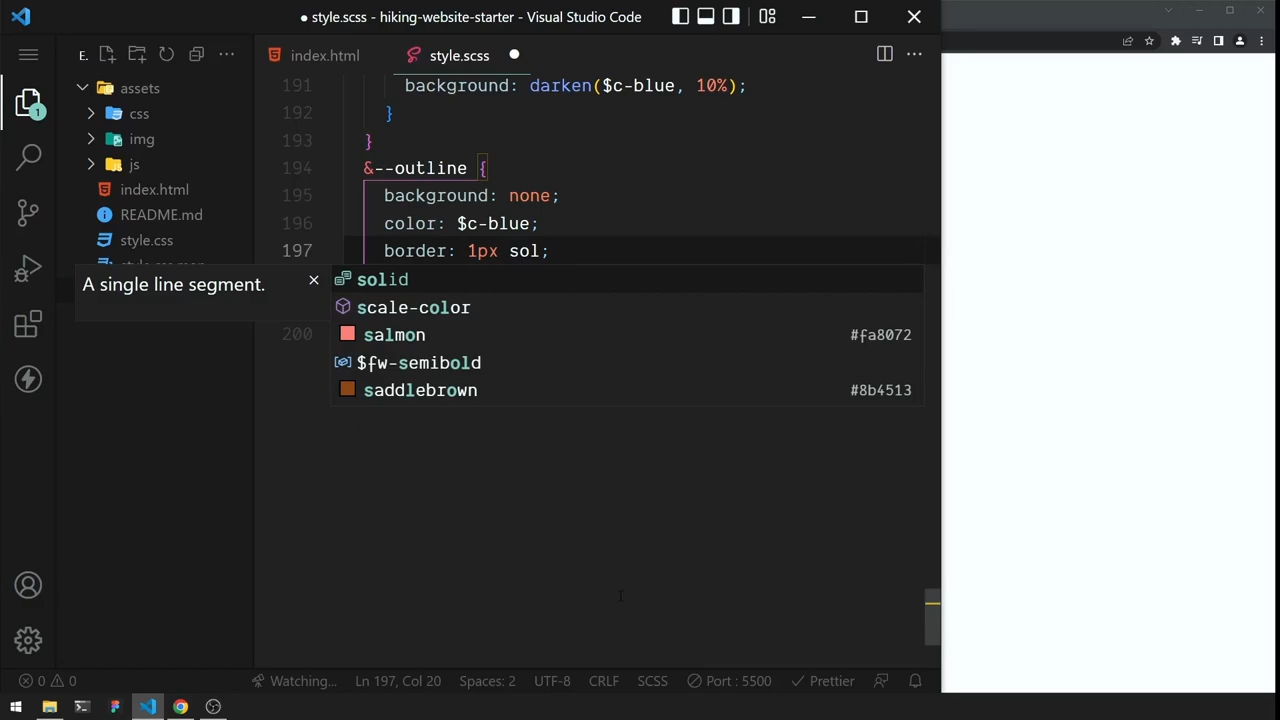 ● style.scss - hiking-website-starter - Visual Studio Code
E.
assets
css
img
js
index.html
README.md
style.css
1
index.html
style.scss
191 background: darken($c-blue, 10%);
192 }
193 }
194 &--outline {
195 background: none;
196 color: $c-blue;
197 border: 1px sol;
A single line segment.
solid
scale-color
200
salmon #fa8072
$fw-semibold
saddlebrown #8b4513
0 0 Watching... Ln 197, Col 20 Spaces: 2 UTF-8 CRLF SCSS Port : 5500 Prettier